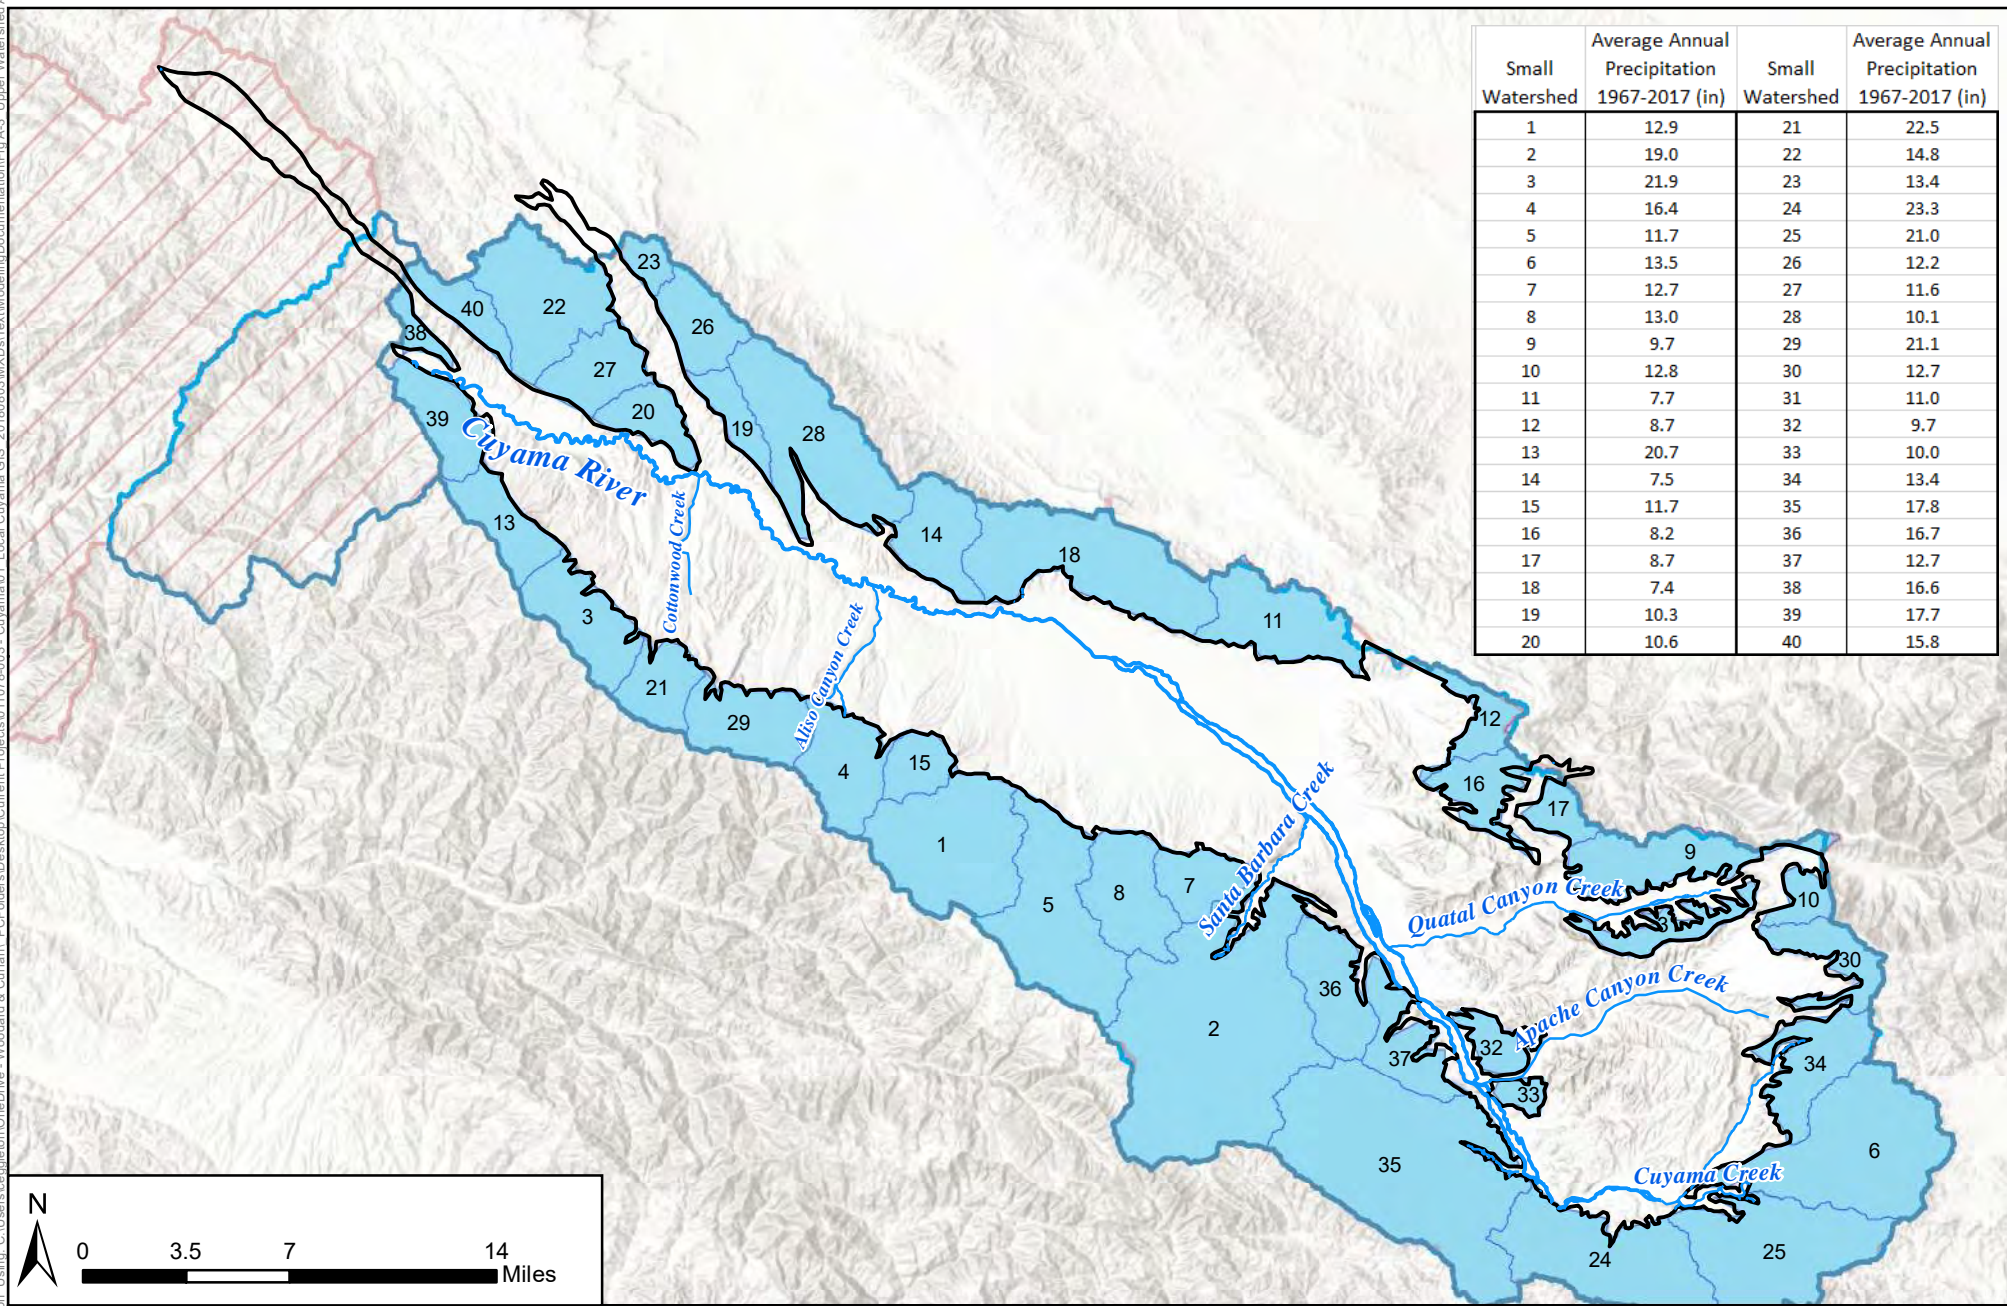 Small Watershed | Average Annual Precipitation 1967-2017 (in) | Small Watershed | Average Annual Precipitation 1967-2017 (in)
1 12.9 21 22.5
2 19.0 22 14.8
3 21.9 23 13.4
4 16.4 24 23.3
5 11.7 25 21.0
6 13.5 26 12.2
7 12.7 27 11.6
8 13.0 28 10.1
9 9.7 29 21.1
10 12.8 30 12.7
11 7.7 31 11.0
12 8.7 32 9.7
13 20.7 33 10.0
14 7.5 34 13.4
15 11.7 35 17.8
16 8.2 36 16.7
17 8.7 37 12.7
18 7.4 38 16.6
19 10.3 39 17.7
20 10.6 40 15.8
23
40
22
26
38
27
20
39
19
28
Cuyama River
Cottonwood Creek
13
14
18
3
11
Aliso Canyon Creek
21
29
12
4
15
16
Santa Barbara Creek
17
1
9
5
8
7
Quatal Canyon Creek
10
31
30
36
Apache Canyon Creek
2
37
32
34
33
35
6
Cuyama Creek
24
25
N
0 3.5 7 14
Miles